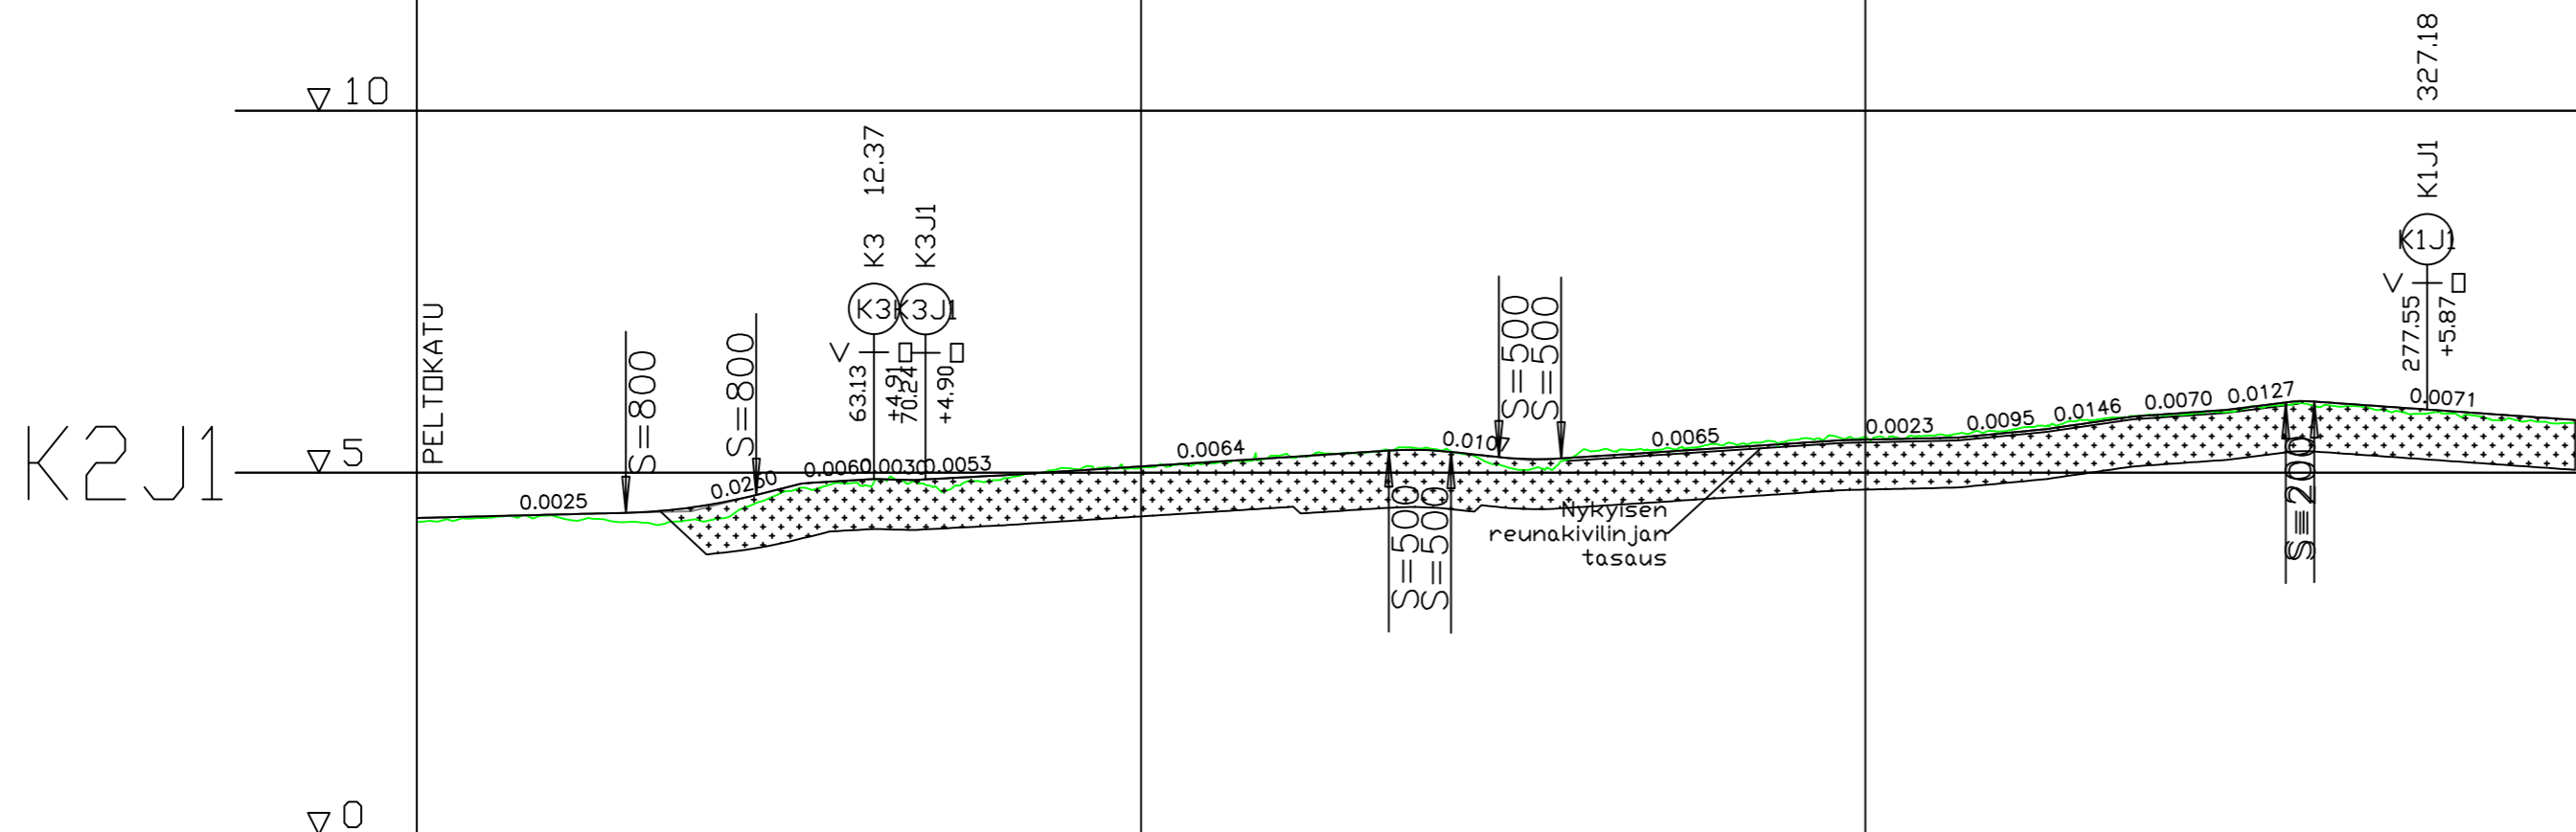 10
327.18
12.37
K1J1
K3
K3J1
K1J1
K3
K3J1
277.55
+5.87
PELTOKATU
S=800
S=800
63.13
+4.91
70.24
+4.90
S=500
S=500
K2J1
5
0.0025
0.0260
0.0060
0.0030
0.0053
0.0064
0.0107
0.0065
0.0023
0.0095
0.0146
0.0070
0.0127
0.0071
S=500
S=500
Nykyisen
reunakivilinjan
tasaus
S=200
0